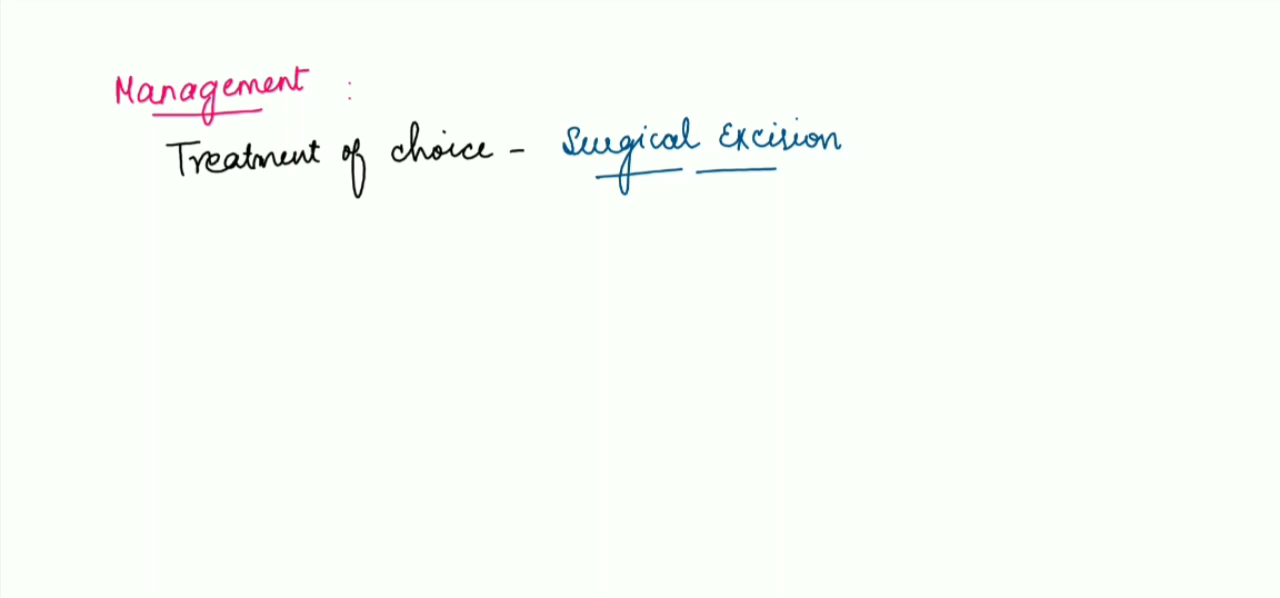 Management :
Treatment of choice - Surgical Excision